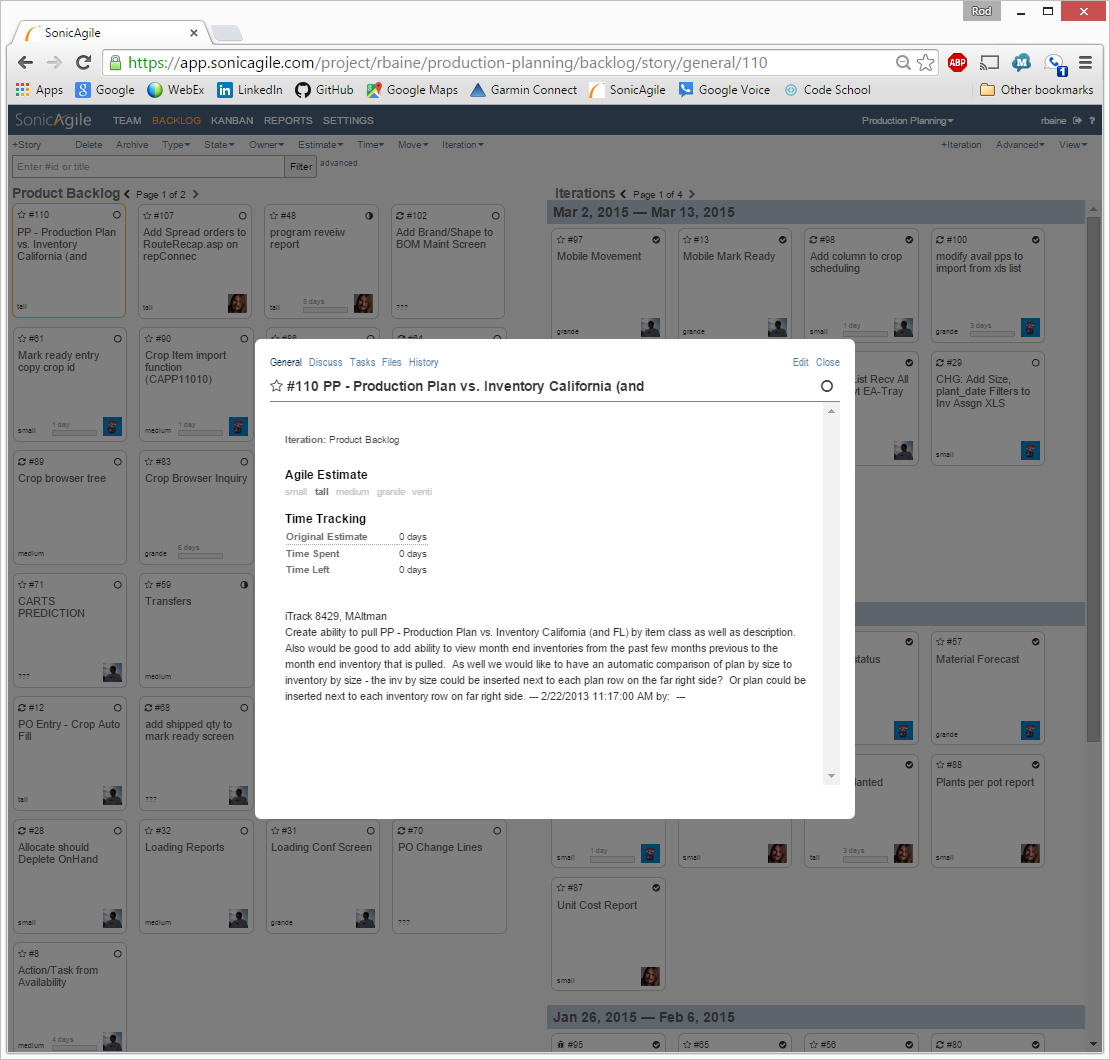 Rod
SonicAgile
https://app.sonicagile.com/project/rbaine/production-planning/backlog/story/general/110
ABP
M
1
Apps Google WebEx LinkedIn GitHub Google Maps Garmin Connect SonicAgile Google Voice Code School Other bookmarks
SonicAgile TEAM BACKLOG KANBAN REPORTS SETTINGS Production Planning rbaine ?
+Story Delete Archive Type State Owner Estimate Time Move Iteration +Iteration Advanced View
Enter #id or title Filter advanced
Product Backlog Page 1 of 2
#110
PP - Production Plan
vs. Inventory
California (and
tall
#107
Add Spread orders to
RouteRecap.asp on
repConnec
tall
#48
program reveiw
report
tall
5 days
#102
Add Brand/Shape to
BOM Maint Screen
???
#61
Mark ready entry
copy crop id
small
1 day
#90
Crop Item import
function
(CAPP11010)
medium
1 day
#89
Crop browser tree
medium
#83
Crop Browser Inquiry
grande
6 days
#71
CARTS
PREDICTION
???
#59
Transfers
medium
#12
PO Entry - Crop Auto
Fill
tall
#68
add shipped qty to
mark ready screen
???
#28
Allocate should
Deplete OnHand
small
#32
Loading Reports
medium
#31
Loading Conf Screen
grande
#70
PO Change Lines
???
#8
Action/Task from
Availability
medium
4 days
General Discuss Tasks Files History Edit Close
#110 PP - Production Plan vs. Inventory California (and
Iteration: Product Backlog
Agile Estimate
small tall medium grande venti
Time Tracking
Original Estimate 0 days
Time Spent 0 days
Time Left 0 days
iTrack 8429, MAltman
Create ability to pull PP - Production Plan vs. Inventory California (and FL) by item class as well as description.
Also would be good to add ability to view month end inventories from the past few months previous to the
month end inventory that is pulled. As well we would like to have an automatic comparison of plan by size to
inventory by size - the inv by size could be inserted next to each plan row on the far right side? Or plan could be
inserted next to each inventory row on far right side. --- 2/22/2013 11:17:00 AM by: ---
Iterations Page 1 of 4
Mar 2, 2015 — Mar 13, 2015
#97
Mobile Movement
grande
#13
Mobile Mark Ready
grande
#98
Add column to crop
scheduling
small
1 day
#100
modify avail pps to
import from xls list
grande
3 days
List Recv All
EA-Tray
#29
CHG: Add Size,
plant_date Filters to
Inv Assgn XLS
small
status
#57
Material Forecast
grande
small
1 day
small
lanted
tall
3 days
#88
Plants per pot report
small
#87
Unit Cost Report
small
Jan 26, 2015 — Feb 6, 2015
#95
#65
#56
#80